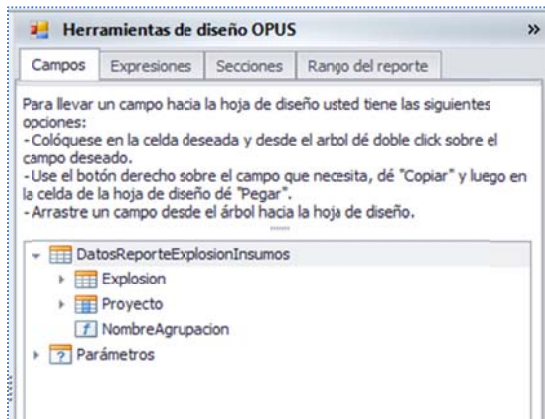 Herramientas de diseño OPUS »
Campos Expresiones Secciones Rango del reporte
Para llevar un campo hacia la hoja de diseño usted tiene las siguientes
opciones:
-Colóquese en la celda deseada y desde el arbol dé doble click sobre el
campo deseado.
-Use el botón derecho sobre el campo que necesita, dé "Copiar" y luego en
la celda de la hoja de diseño dé "Pegar".
-Arrastre un campo desde el árbol hacia la hoja de diseño.
DatosReporteExplosionInsumos
Explosion
Proyecto
f NombreAgrupacion
? Parámetros